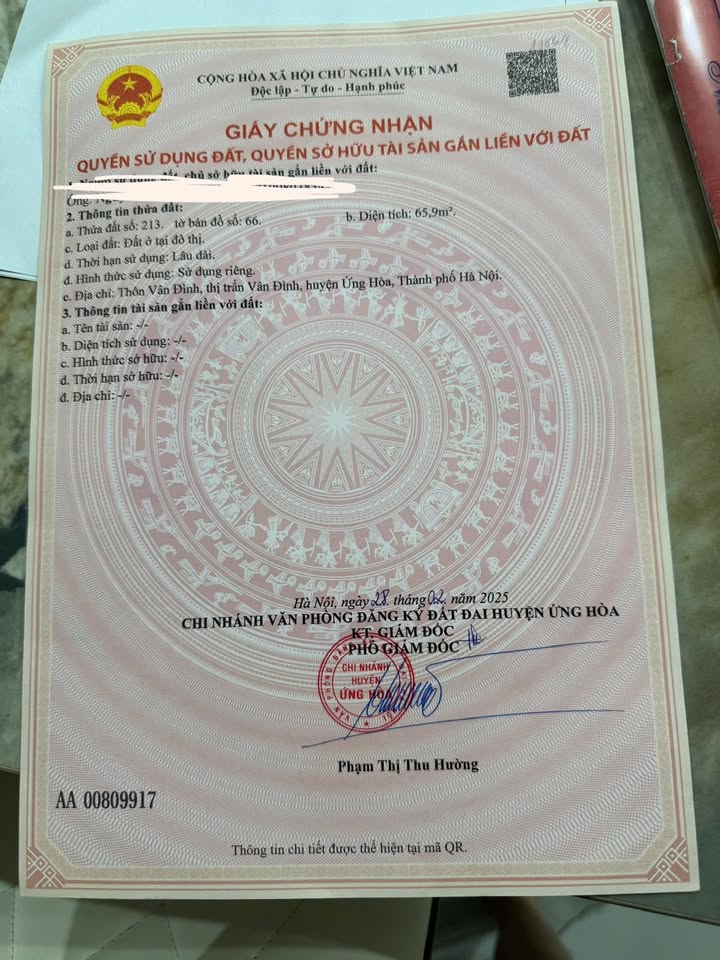 CỘNG HÒA XÃ HỘI CHỦ NGHĨA VIỆT NAM
Độc lập - Tự do - Hạnh phúc
GIẤY CHỨNG NHẬN
QUYỀN SỬ DỤNG ĐẤT, QUYỀN SỞ HỮU TÀI SẢN GẮN LIỀN VỚI ĐẤT
1. Người sử dụng đất, chủ sở hữu tài sản gắn liền với đất:
Ông:
2. Thông tin thửa đất:
a. Thửa đất số: 213. tờ bản đồ số: 66. b. Diện tích: 65,9m².
c. Loại đất: Đất ở tại đô thị.
d. Thời hạn sử dụng: Lâu dài.
đ. Hình thức sử dụng: Sử dụng riêng.
e. Địa chỉ: Thôn Vân Đình, thị trấn Vân Đình, huyện Ứng Hòa, Thành phố Hà Nội.
3. Thông tin tài sản gắn liền với đất:
a. Tên tài sản: -/-
b. Diện tích sử dụng: -/-
c. Hình thức sở hữu: -/-
d. Thời hạn sở hữu: -/-
đ. Địa chỉ: -/-
Hà Nội, ngày 28 tháng 02. năm 2025
CHI NHÁNH VĂN PHÒNG ĐĂNG KÝ ĐẤT ĐAI HUYỆN ỨNG HÒA
KT. GIÁM ĐỐC
PHÓ GIÁM ĐỐC
CHI NHÁNH
HUYỆN
ỨNG HÒA
Phạm Thị Thu Hường
AA 00809917
Thông tin chi tiết được thể hiện tại mã QR.